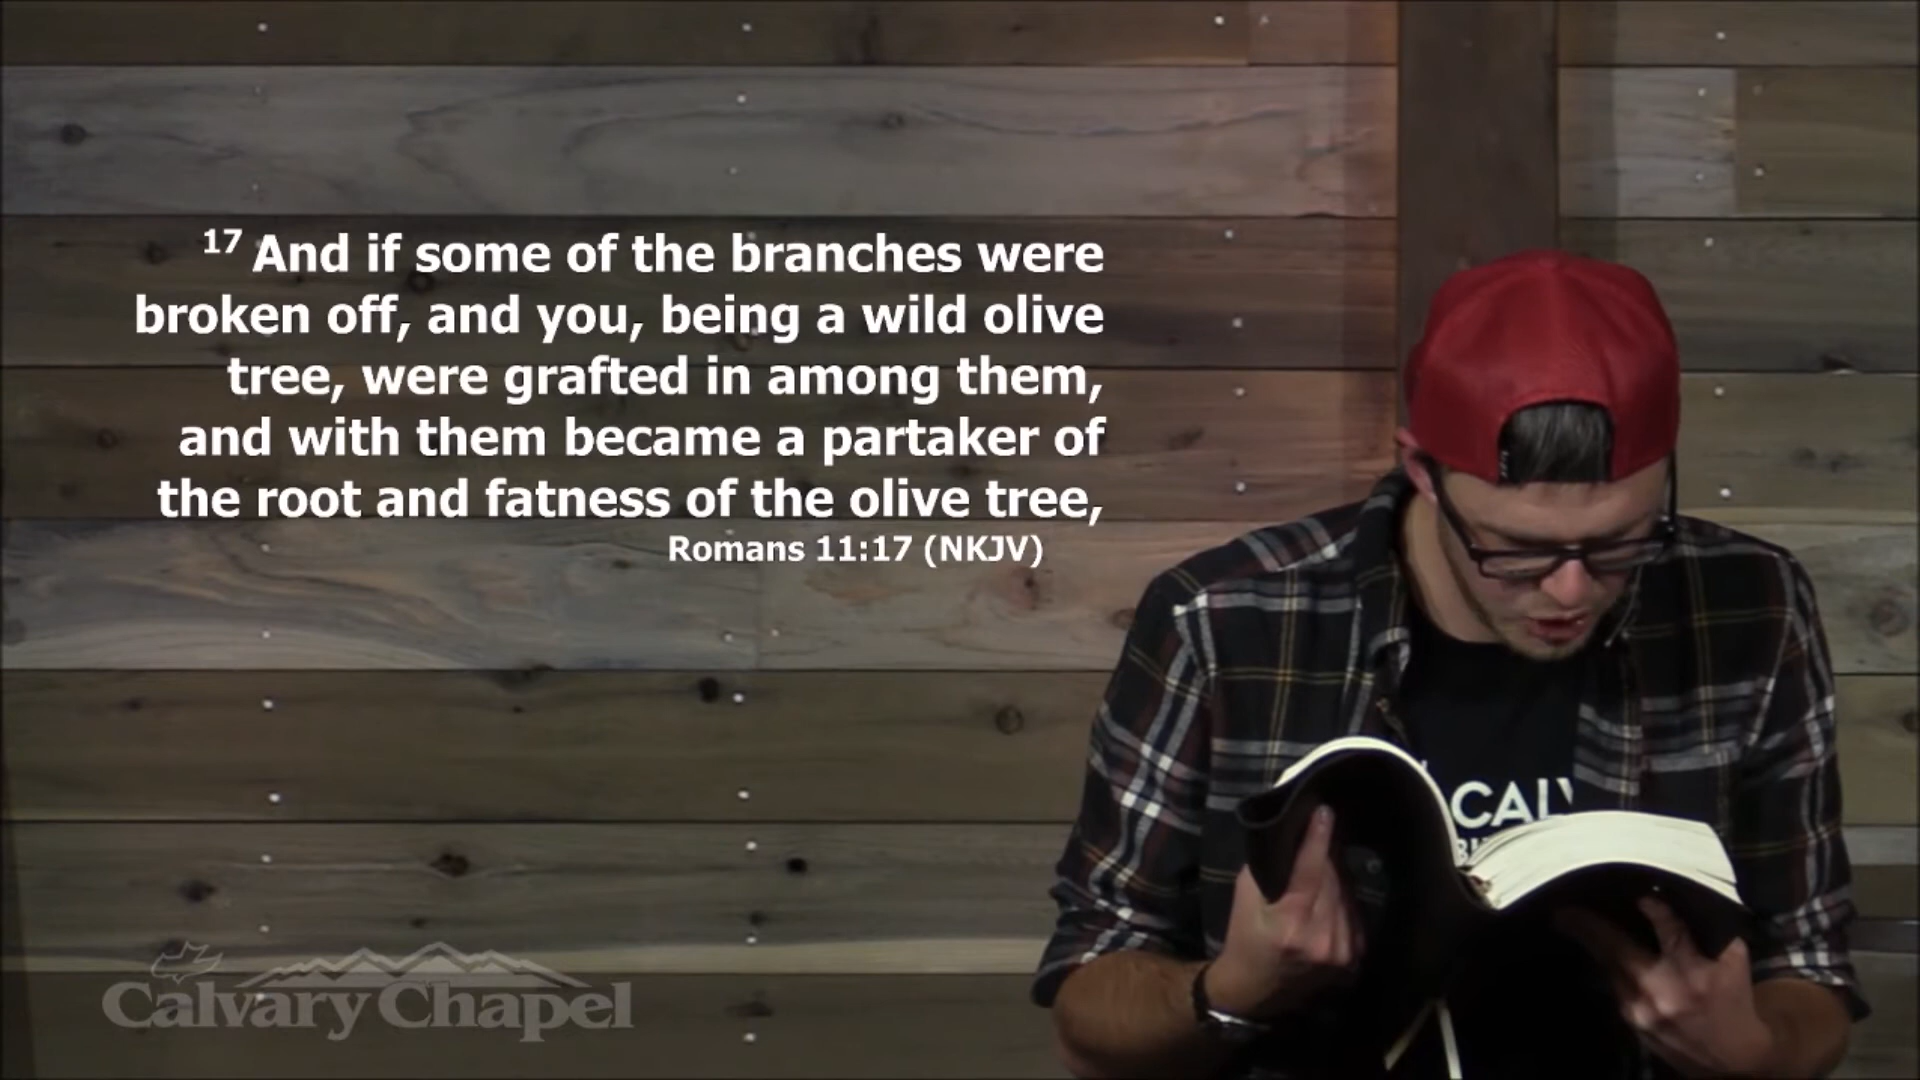 17 And if some of the branches were
broken off, and you, being a wild olive
tree, were grafted in among them,
and with them became a partaker of
the root and fatness of the olive tree,
Romans 11:17 (NKJV)
Calvary Chapel